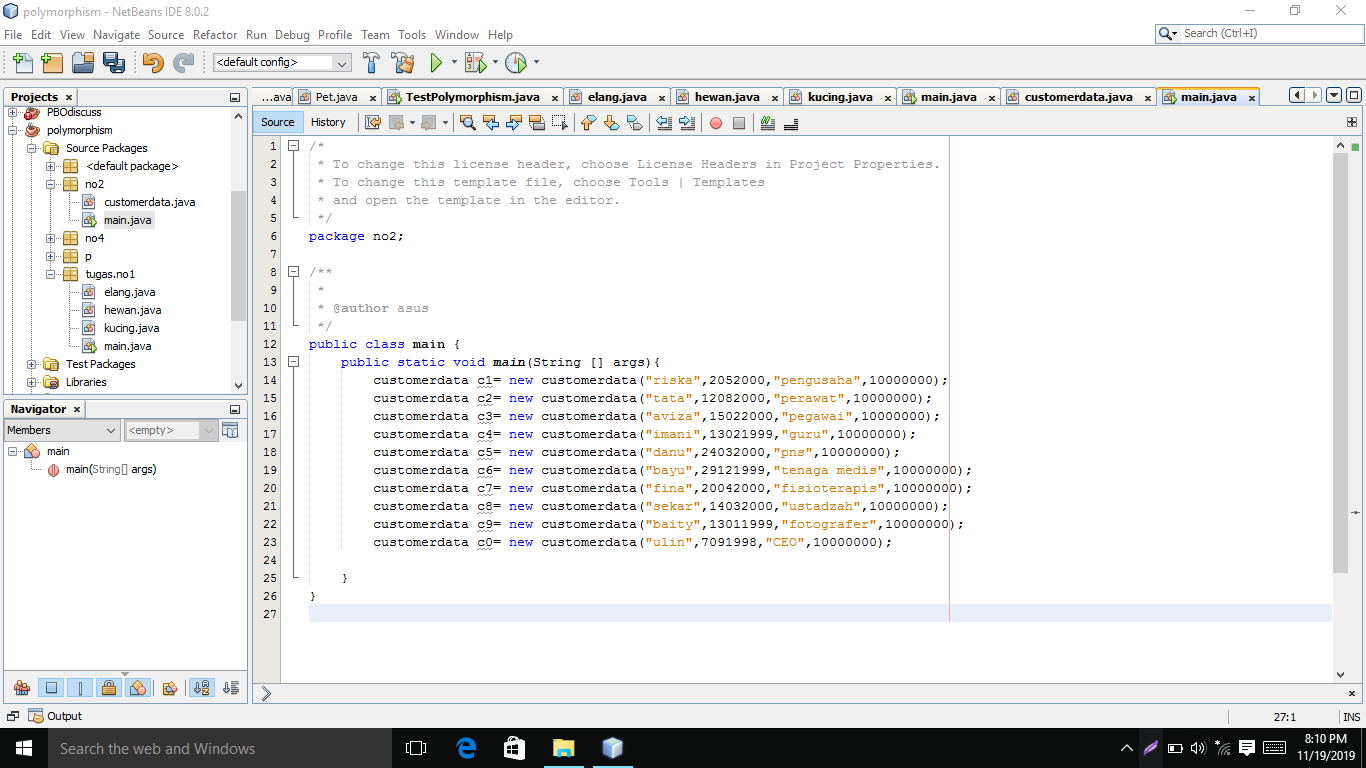 polymorphism - NetBeans IDE 8.0.2
File Edit View Navigate Source Refactor Run Debug Profile Team Tools Window Help
Search (Ctrl+I)
<default config>
Projects
PBOdiscuss
polymorphism
Source Packages
<default package>
no2
customerdata.java
main.java
no4
p
tugas.no1
elang.java
hewan.java
kucing.java
main.java
Test Packages
Libraries
Navigator
Members
<empty>
main
main(String[] args)
...ava Pet.java TestPolymorphism.java elang.java hewan.java kucing.java main.java customerdata.java main.java
Source History
1 /*
2 * To change this license header, choose License Headers in Project Properties.
3 * To change this template file, choose Tools | Templates
4 * and open the template in the editor.
5 */
6 package no2;
7
8 /**
9 *
10 * @author asus
11 */
12 public class main {
13 public static void main(String [] args){
14 customerdata c1= new customerdata("riska",2052000,"pengusaha",10000000);
15 customerdata c2= new customerdata("tata",12082000,"perawat",10000000);
16 customerdata c3= new customerdata("aviza",15022000,"pegawai",10000000);
17 customerdata c4= new customerdata("imani",13021999,"guru",10000000);
18 customerdata c5= new customerdata("danu",24032000,"pns",10000000);
19 customerdata c6= new customerdata("bayu",29121999,"tenaga medis",10000000);
20 customerdata c7= new customerdata("fina",20042000,"fisioterapis",10000000);
21 customerdata c8= new customerdata("sekar",14032000,"ustadzah",10000000);
22 customerdata c9= new customerdata("baity",13011999,"fotografer",10000000);
23 customerdata c0= new customerdata("ulin",7091998,"CEO",10000000);
24
25 }
26 }
27
Output
27:1 INS
Search the web and Windows
8:10 PM
11/19/2019